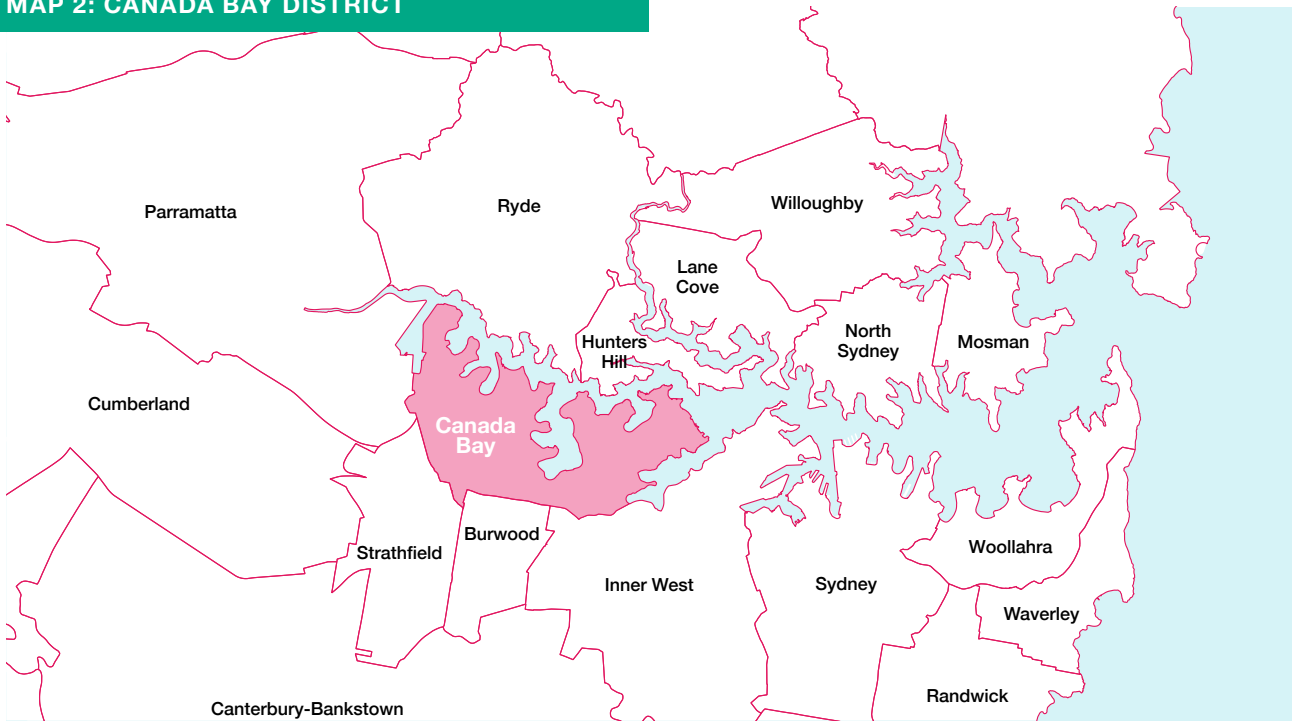 MAP 2: CANADA BAY DISTRICT
Parramatta
Ryde
Willoughby
Lane
Cove
North
Sydney
Mosman
Hunters
Hill
Cumberland
Canada
Bay
Burwood
Strathfield
Inner West
Sydney
Woollahra
Waverley
Randwick
Canterbury-Bankstown